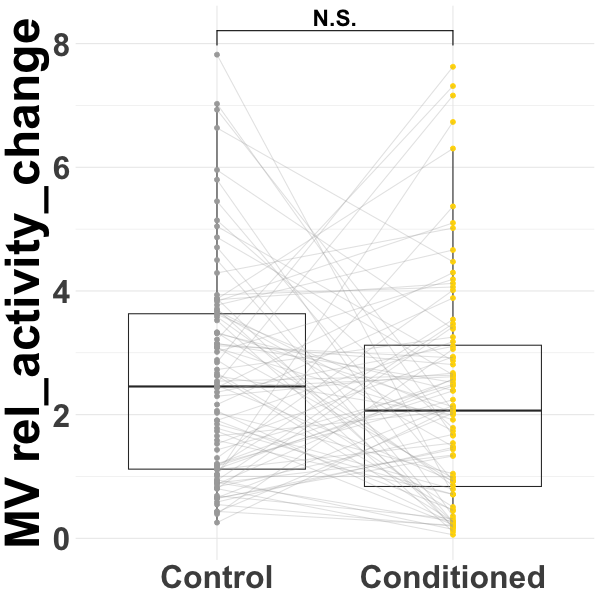 N.S.
MV rel_activity_change
8
6
4
2
0
Control
Conditioned